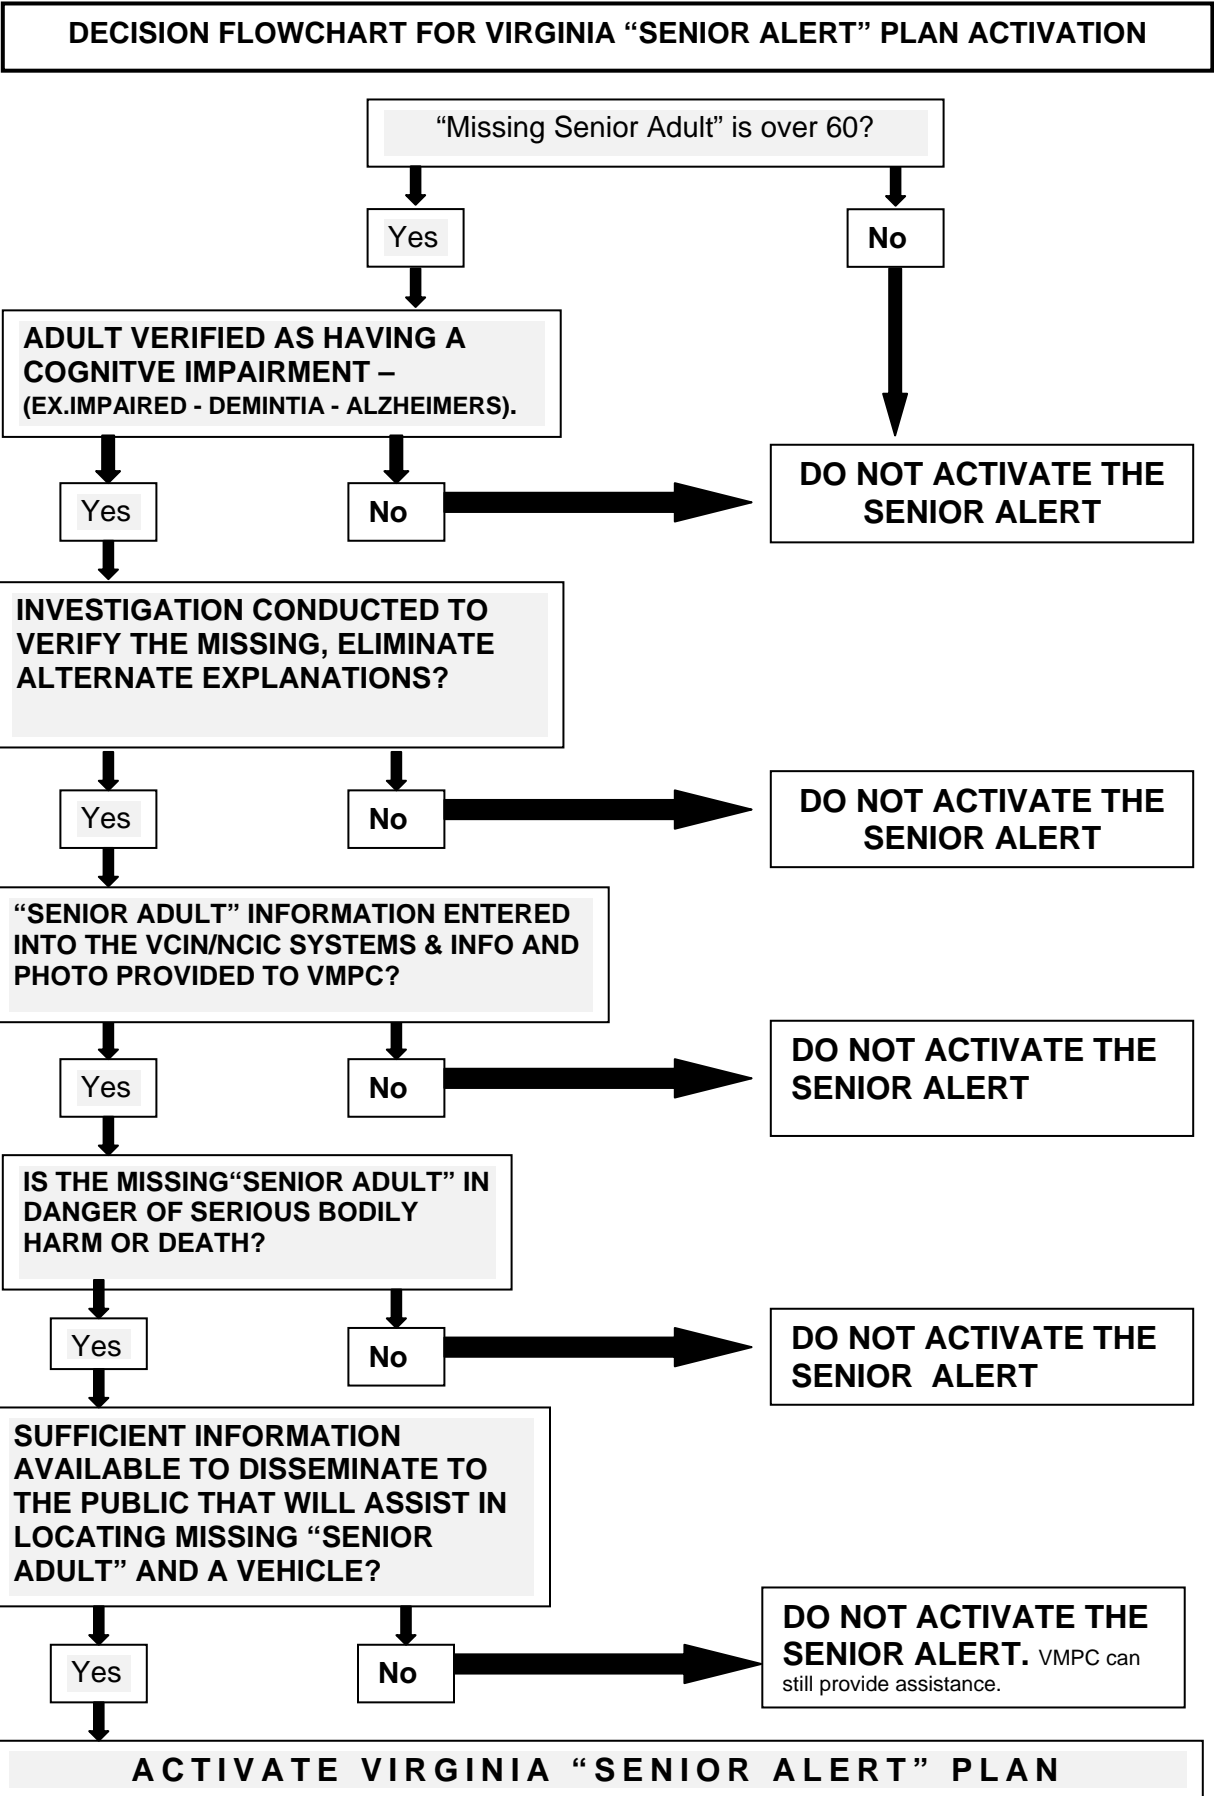 DECISION FLOWCHART FOR VIRGINIA “SENIOR ALERT” PLAN ACTIVATION
“Missing Senior Adult” is over 60?
Yes
No
ADULT VERIFIED AS HAVING A
COGNITVE IMPAIRMENT –
(EX.IMPAIRED - DEMINTIA - ALZHEIMERS).
Yes
No
DO NOT ACTIVATE THE
SENIOR ALERT
INVESTIGATION CONDUCTED TO
VERIFY THE MISSING, ELIMINATE
ALTERNATE EXPLANATIONS?
Yes
No
DO NOT ACTIVATE THE
SENIOR ALERT
“SENIOR ADULT” INFORMATION ENTERED
INTO THE VCIN/NCIC SYSTEMS & INFO AND
PHOTO PROVIDED TO VMPC?
Yes
No
DO NOT ACTIVATE THE
SENIOR ALERT
IS THE MISSING“SENIOR ADULT” IN
DANGER OF SERIOUS BODILY
HARM OR DEATH?
Yes
No
DO NOT ACTIVATE THE
SENIOR ALERT
SUFFICIENT INFORMATION
AVAILABLE TO DISSEMINATE TO
THE PUBLIC THAT WILL ASSIST IN
LOCATING MISSING “SENIOR
ADULT” AND A VEHICLE?
Yes
No
DO NOT ACTIVATE THE
SENIOR ALERT. VMPC can
still provide assistance.
ACTIVATE VIRGINIA “SENIOR ALERT” PLAN